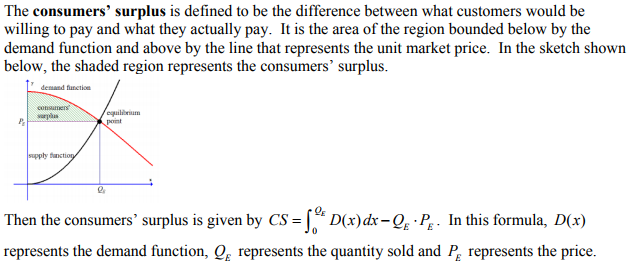 The consumers’ surplus is defined to be the difference between what customers would be
willing to pay and what they actually pay. It is the area of the region bounded below by the
demand function and above by the line that represents the unit market price. In the sketch shown
below, the shaded region represents the consumers’ surplus.
y
demand function
consumers'
surplus
equilibrium
point
P_E
supply function
Q_E
Then the consumers’ surplus is given by CS = ∫_0^{Q_E} D(x) dx − Q_E · P_E. In this formula, D(x)
represents the demand function, Q_E represents the quantity sold and P_E represents the price.